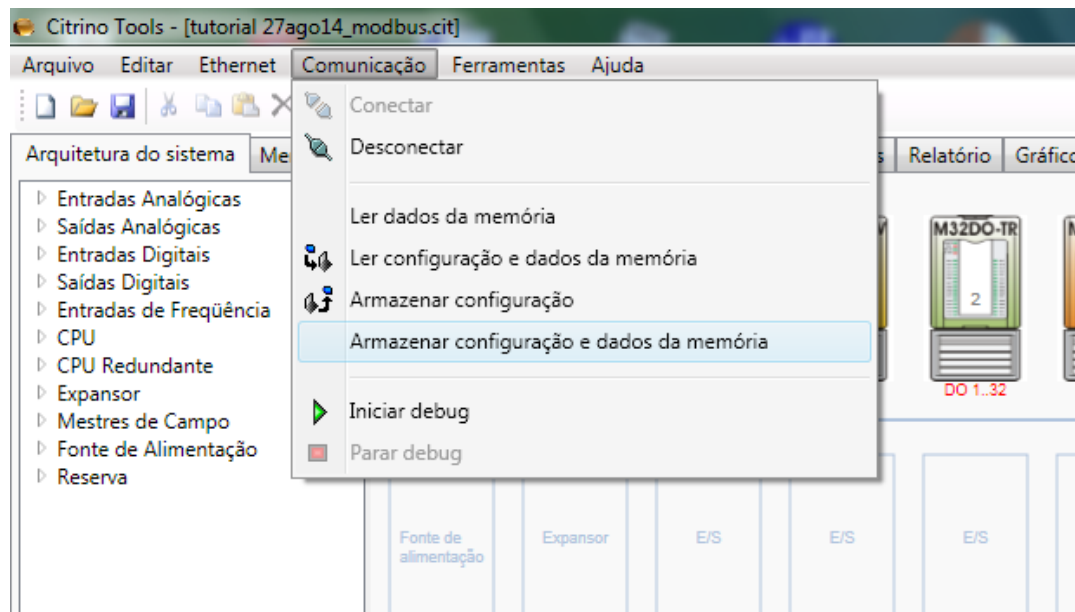 Citrino Tools - [tutorial 27ago14_modbus.cit]
Arquivo Editar Ethernet Comunicação Ferramentas Ajuda
Conectar
Desconectar
Ler dados da memória
Ler configuração e dados da memória
Armazenar configuração
Armazenar configuração e dados da memória
Iniciar debug
Parar debug
Arquitetura do sistema
Relatório
Entradas Analógicas
Saídas Analógicas
Entradas Digitais
Saídas Digitais
Entradas de Freqüência
CPU
CPU Redundante
Expansor
Mestres de Campo
Fonte de Alimentação
Reserva
M32DO-TR
2
DO 1..32
Fonte de
alimentação
Expansor
E/S
E/S
E/S